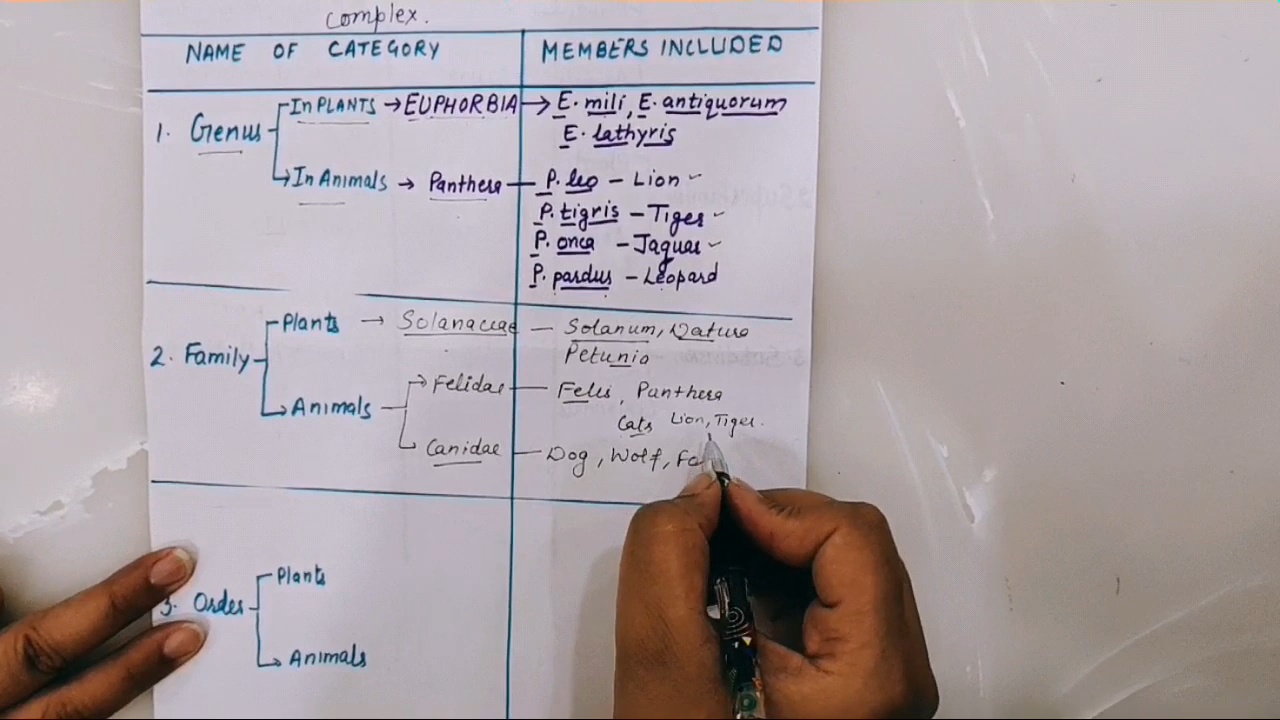 complex.
NAME OF CATEGORY MEMBERS INCLUDED
1. Genus In PLANTS → EUPHORBIA → E. mili, E. antiquorum
E. lathyris
In Animals → Panthera — P. leo – Lion
P. tigris – Tiger
P. onca – Jaguar
P. pardus – Leopard
2. Family Plants → Solanaceae — Solanum, Datura
Petunia
Animals → Felidae — Felis, Panthera
Cats Lion, Tiger.
Canidae — Dog, Wolf, Fo
3. Order Plants
Animals